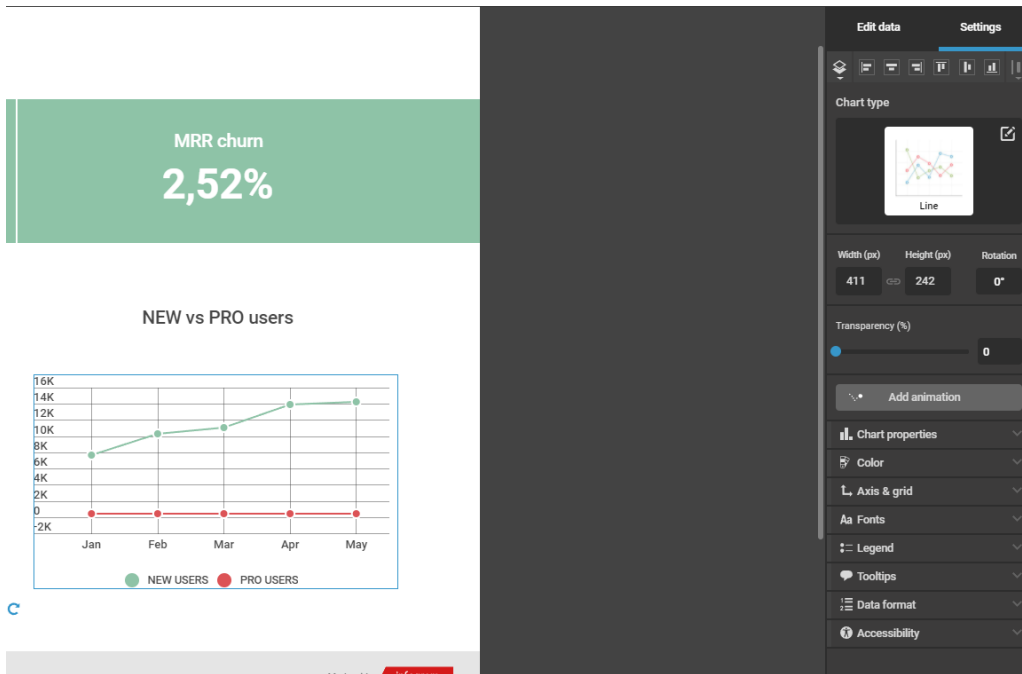 Edit data
Settings
Chart type
Line
Width (px)
Height (px)
Rotation
411
242
0°
Transparency (%)
0
Add animation
Chart properties
Color
Axis & grid
Aa Fonts
Legend
Tooltips
Data format
Accessibility
MRR churn
2,52%
NEW vs PRO users
16K
14K
12K
10K
8K
6K
4K
2K
0
-2K
Jan Feb Mar Apr May
NEW USERS PRO USERS